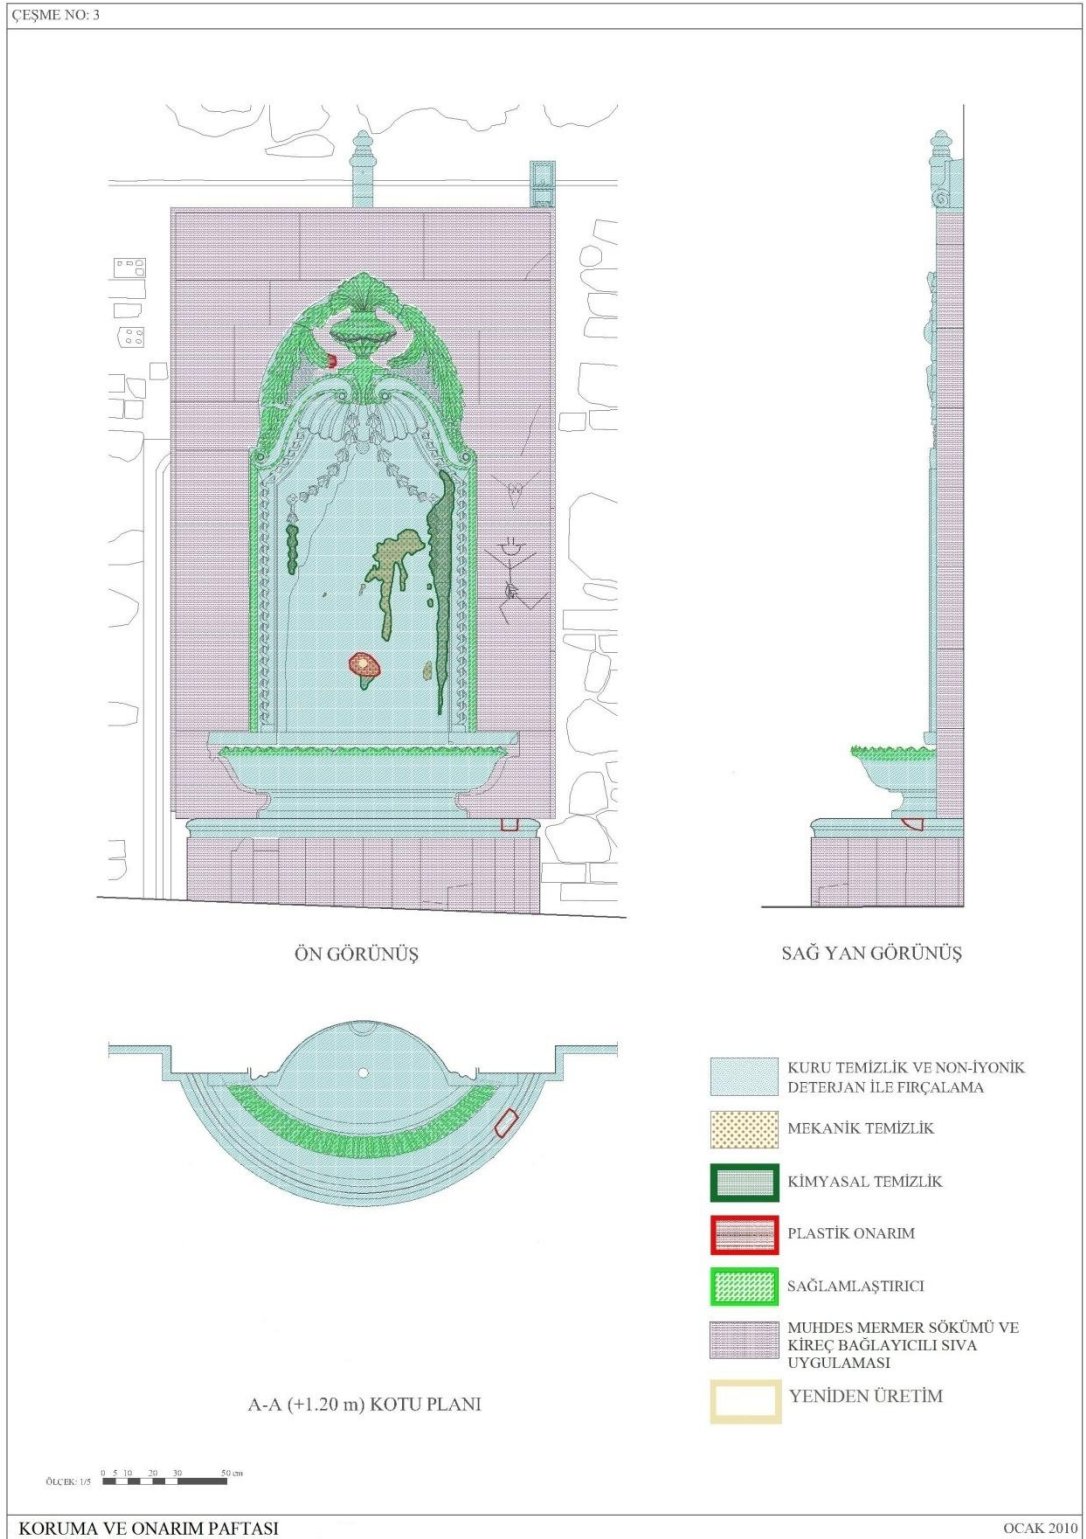 ÇEŞME NO: 3
ÖN GÖRÜNÜŞ
SAĞ YAN GÖRÜNÜŞ
KURU TEMİZLİK VE NON-İYONİK
DETERJAN İLE FIRÇALAMA
MEKANİK TEMİZLİK
KİMYASAL TEMİZLİK
PLASTİK ONARIM
SAĞLAMLAŞTIRICI
MUHDES MERMER SÖKÜMÜ VE
KİREÇ BAĞLAYICILI SIVA
UYGULAMASI
YENİDEN ÜRETİM
A-A (+1.20 m) KOTU PLANI
ÖLÇEK: 1/5 0 5 10 20 30 50 cm
KORUMA VE ONARIM PAFTASI
OCAK 2010